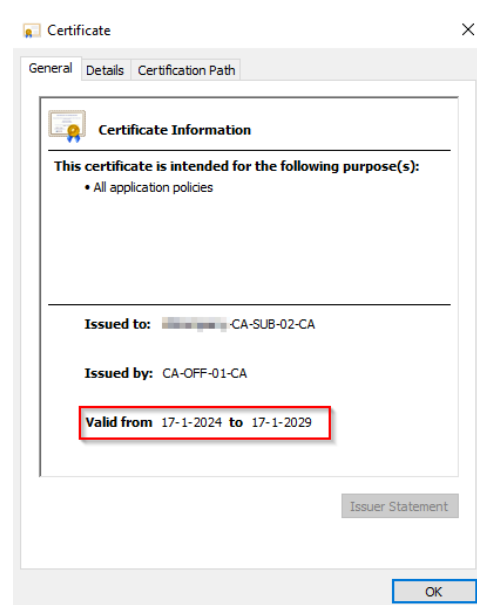 Certificate
General Details Certification Path
Certificate Information
This certificate is intended for the following purpose(s):
• All application policies
Issued to: -CA-SUB-02-CA
Issued by: CA-OFF-01-CA
Valid from 17-1-2024 to 17-1-2029
Issuer Statement
OK